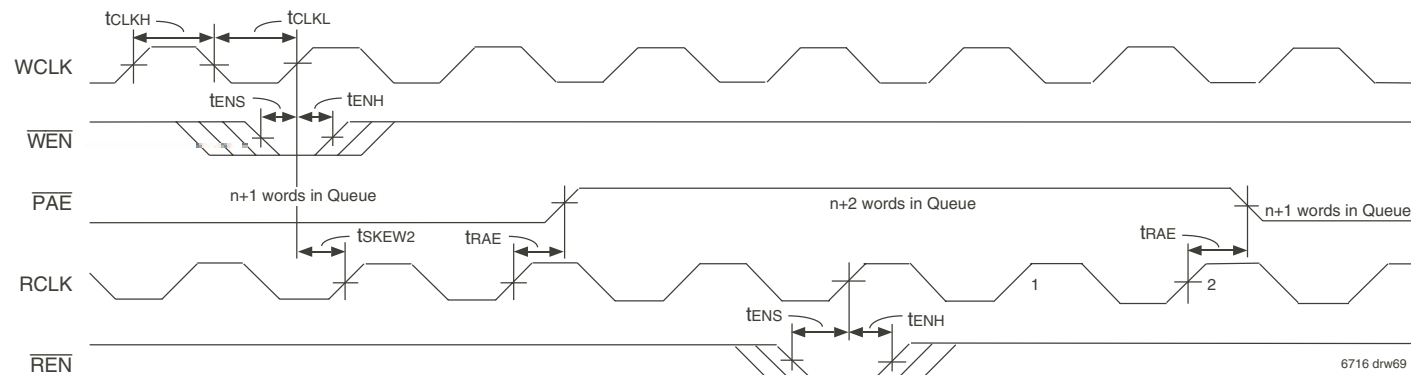 tCLKH
tCLKL
WCLK
tENS
tENH
WEN
n+1 words in Queue
PAE
n+2 words in Queue
n+1 words in Queue
tSKEW2
tRAE
tRAE
RCLK
1
2
tENS
tENH
REN
6716 drw69